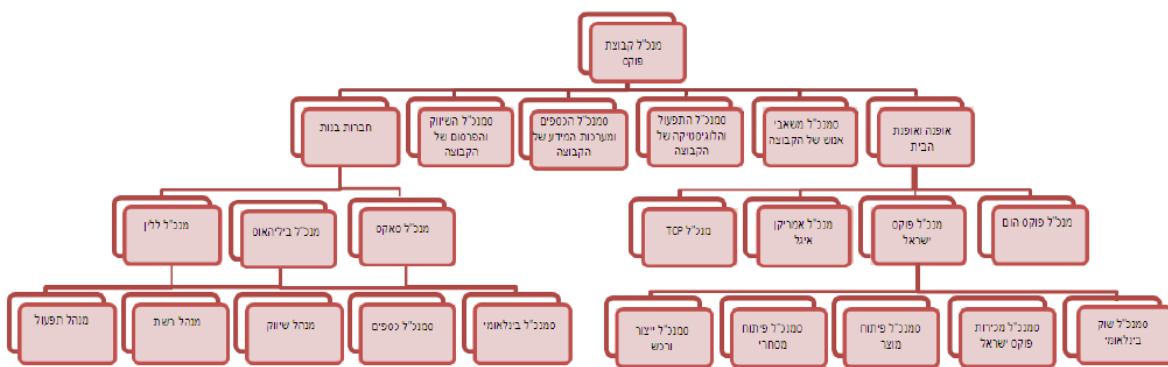 מנכ"ל קבוצת
פוקס
אופנה ואופנת
הבית
סמנכ"ל משאבי
אנוש של הקבוצה
סמנכ"ל התפעול
והלוגיסטיקה של
הקבוצה
סמנכ"ל הכספים
ומערכות המידע של
הקבוצה
סמנכ"ל השיווק
והפרסום של
הקבוצה
חברות בנות
מנכ"ל פוקס הום
מנכ"ל פוקס
ישראל
מנכ"ל אמריקן
איגל
מנכ"ל TCP
מנכ"ל סאקס
מנכ"ל ביליהאוס
מנכ"ל ללין
סמנכ"ל שוק
בינלאומי
סמנכ"ל מכירות
פוקס ישראל
סמנכ"ל פיתוח
מוצר
סמנכ"ל פיתוח
מסחרי
סמנכ"ל ייצור
ורכש
סמנכ"ל בינלאומי
סמנכ"ל כספים
מנהל שיווק
מנהל רשת
מנהל תפעול